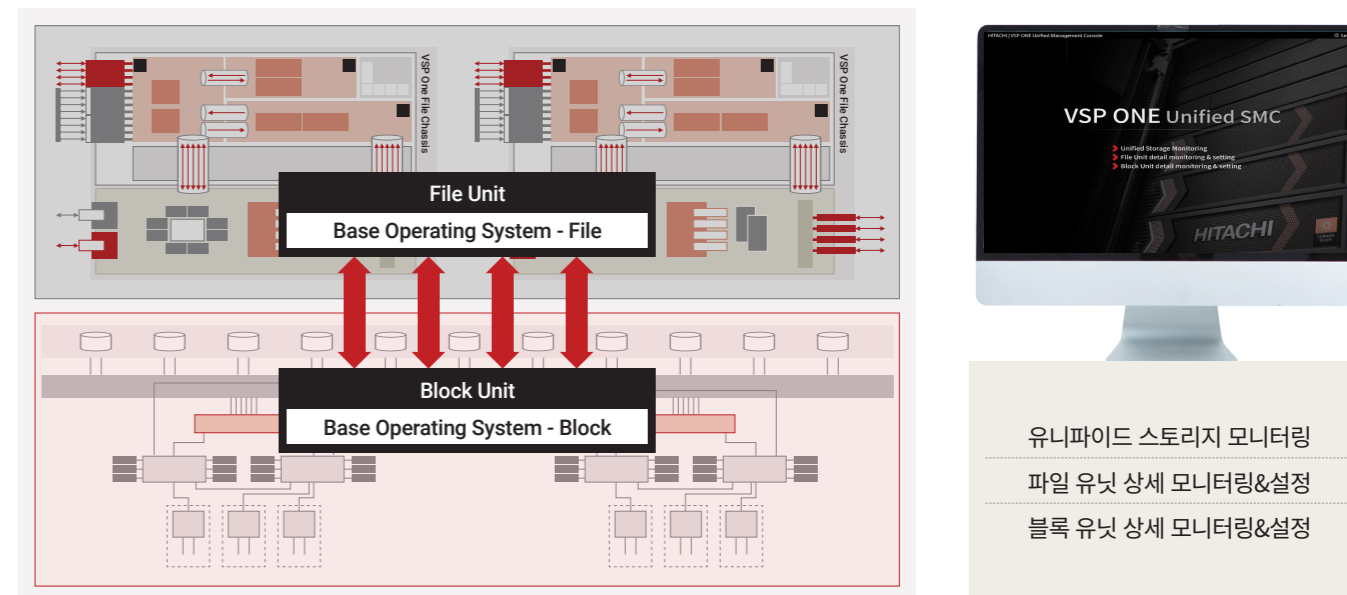 VSP One File Chassis
VSP One File Chassis
File Unit
Base Operating System - File
Block Unit
Base Operating System - Block
HITACHI | VSP ONE Unified Management Console
VSP ONE Unified SMC
Unified Storage Monitoring
File Unit detail monitoring & setting
Block Unit detail monitoring & setting
HITACHI
유니파이드 스토리지 모니터링
파일 유닛 상세 모니터링&설정
블록 유닛 상세 모니터링&설정